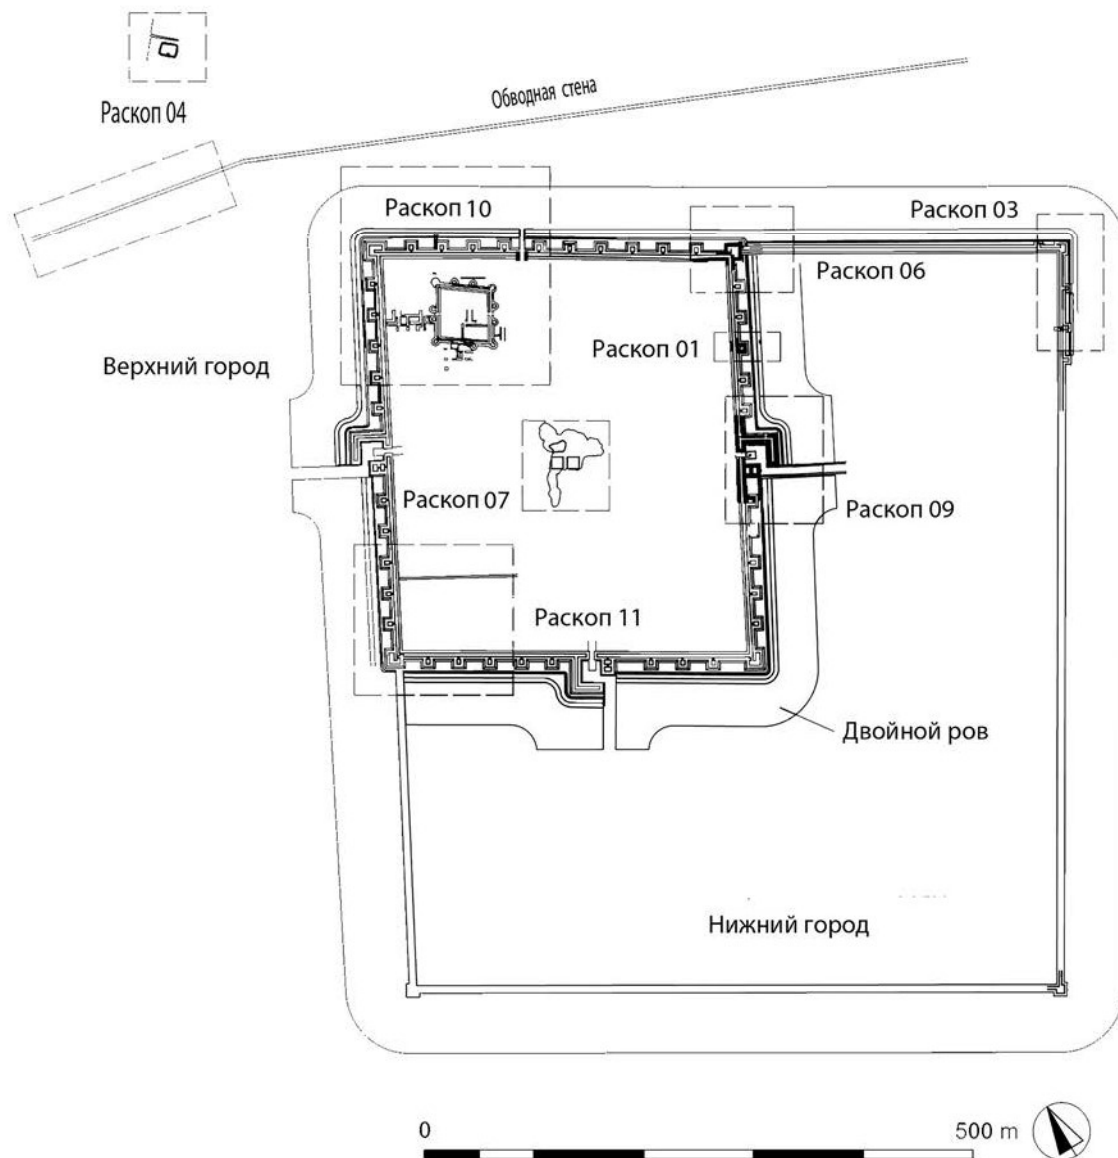 Раскоп 04
Обводная стена
Раскоп 10
Раскоп 03
Раскоп 06
Раскоп 01
Верхний город
Раскоп 07
Раскоп 09
Раскоп 11
Двойной ров
Нижний город
0
500 m